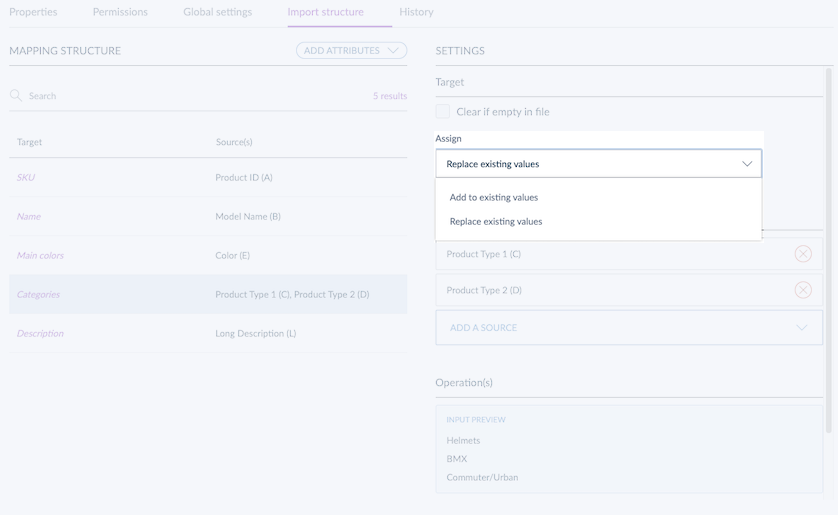 Properties Permissions Global settings Import structure History
MAPPING STRUCTURE
ADD ATTRIBUTES
Search
5 results
Target Source(s)
SKU Product ID (A)
Name Model Name (B)
Main colors Color (E)
Categories Product Type 1 (C), Product Type 2 (D)
Description Long Description (L)
SETTINGS
Target
Clear if empty in file
Assign
Replace existing values
Add to existing values
Replace existing values
Product Type 1 (C)
Product Type 2 (D)
ADD A SOURCE
Operation(s)
INPUT PREVIEW
Helmets
BMX
Commuter/Urban